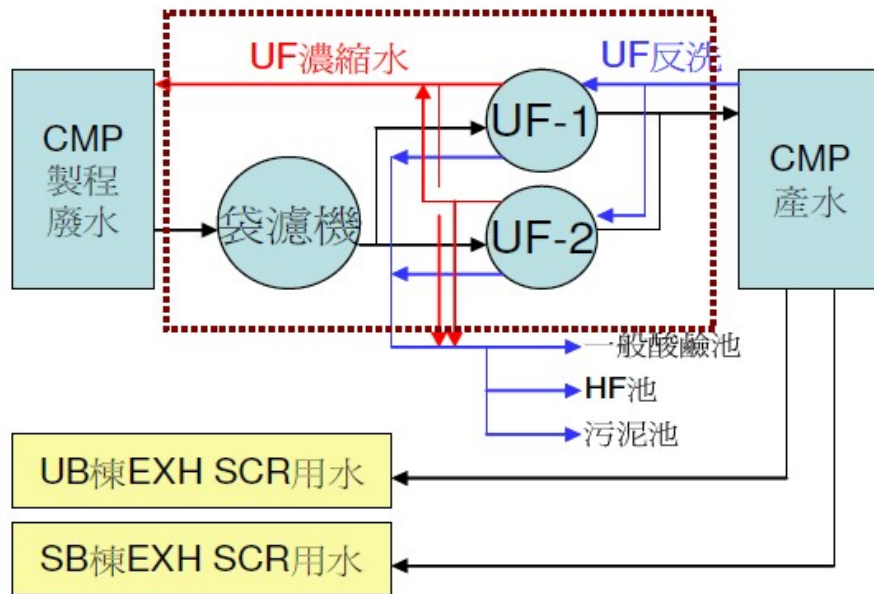 UF濃縮水
UF反洗
CMP
製程
廢水
袋濾機
UF-1
UF-2
CMP
產水
一般酸鹼池
HF池
污泥池
UB棟EXH SCR用水
SB棟EXH SCR用水